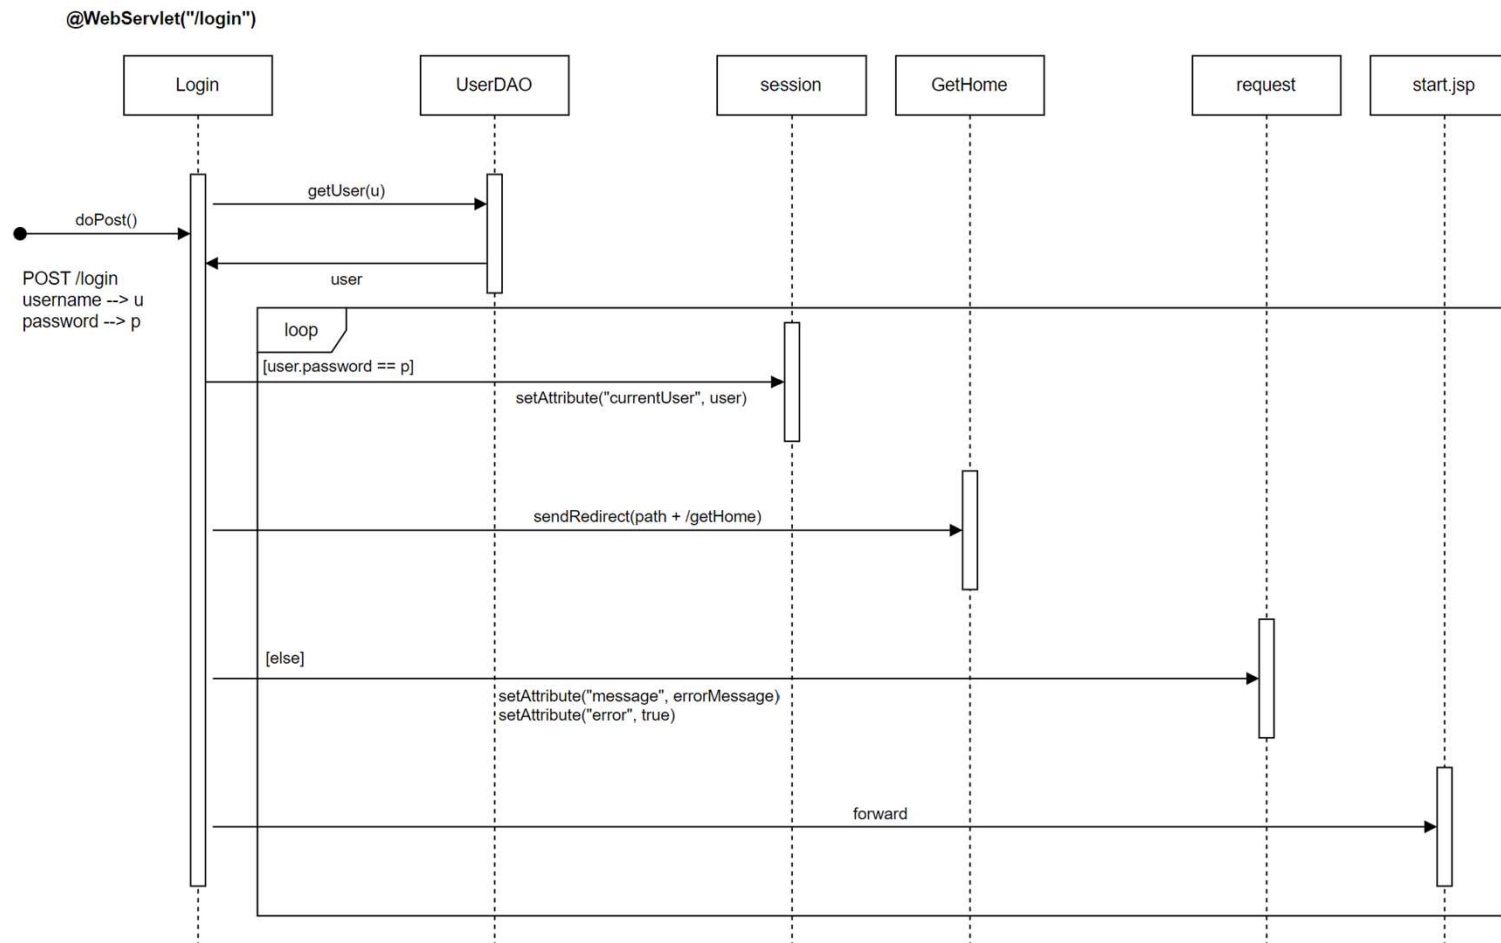 @WebServlet("/login")
Login
UserDAO
session
GetHome
request
start.jsp
getUser(u)
doPost()
user
POST /login
username --> u
password --> p
loop
[user.password == p]
setAttribute("currentUser", user)
sendRedirect(path + /getHome)
[else]
setAttribute("message", errorMessage)
setAttribute("error", true)
forward